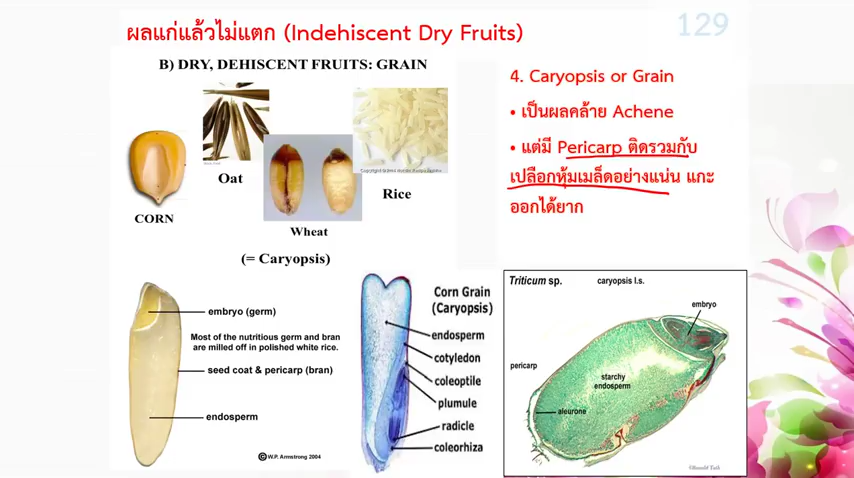 ผลแก่แล้วไม่แตก (Indehiscent Dry Fruits)
129
B) DRY, DEHISCENT FRUITS: GRAIN
4. Caryopsis or Grain
• เป็นผลคล้าย Achene
• แต่มี Pericarp ติดรวมกับ
เปลือกหุ้มเมล็ดอย่างแน่น แกะ
ออกได้ยาก
CORN
Oat
Wheat
Rice
(= Caryopsis)
embryo (germ)
Most of the nutritious germ and bran
are milled off in polished white rice.
seed coat & pericarp (bran)
endosperm
©W.P. Armstrong 2004
Corn Grain
(Caryopsis)
endosperm
cotyledon
coleoptile
plumule
radicle
coleorhiza
Triticum sp.
caryopsis l.s.
embryo
pericarp
starchy
endosperm
aleurone